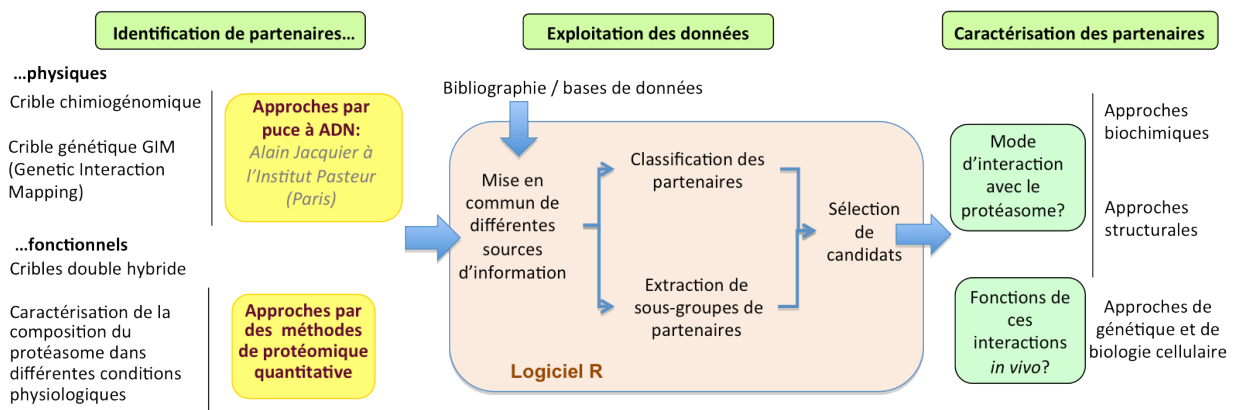 Identification de partenaires…
…physiques
Crible chimiogénomique
Crible génétique GIM
(Genetic Interaction
Mapping)
Approches par
puce à ADN:
Alain Jacquier à
l’Institut Pasteur
(Paris)
…fonctionnels
Cribles double hybride
Caractérisation de la
composition du
protéasome dans
différentes conditions
physiologiques
Approches par
des méthodes
de protéomique
quantitative
Exploitation des données
Bibliographie / bases de données
Mise en
commun de
différentes
sources
d’information
Classification des
partenaires
Extraction de
sous-groupes de
partenaires
Sélection
de
candidats
Logiciel R
Caractérisation des partenaires
Mode
d’interaction
avec le
protéasome?
Approches
biochimiques
Approches
structurales
Fonctions de
ces
interactions
in vivo?
Approches de
génétique et de
biologie cellulaire